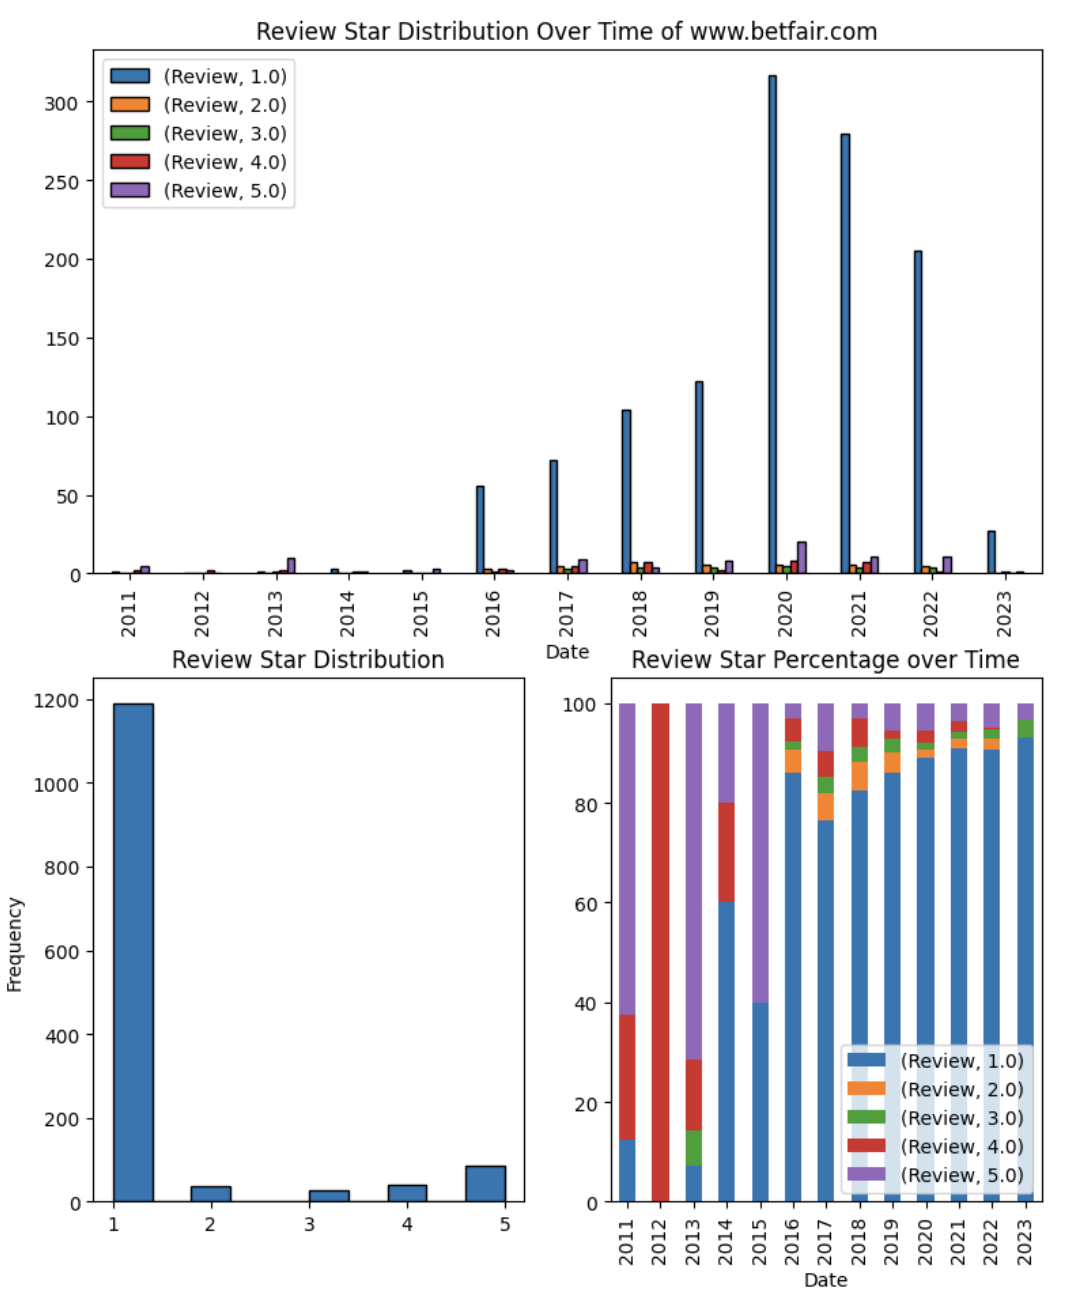 Review Star Distribution Over Time of www.betfair.com
(Review, 1.0)
(Review, 2.0)
(Review, 3.0)
(Review, 4.0)
(Review, 5.0)
300
250
200
150
100
50
0
2011 2012 2013 2014 2015 2016 2017 2018 2019 2020 2021 2022 2023
Date
Review Star Distribution
1200
1000
800
600
400
200
0
Frequency
1 2 3 4 5
Review Star Percentage over Time
100
80
60
40
20
0
(Review, 1.0)
(Review, 2.0)
(Review, 3.0)
(Review, 4.0)
(Review, 5.0)
2011 2012 2013 2014 2015 2016 2017 2018 2019 2020 2021 2022 2023
Date